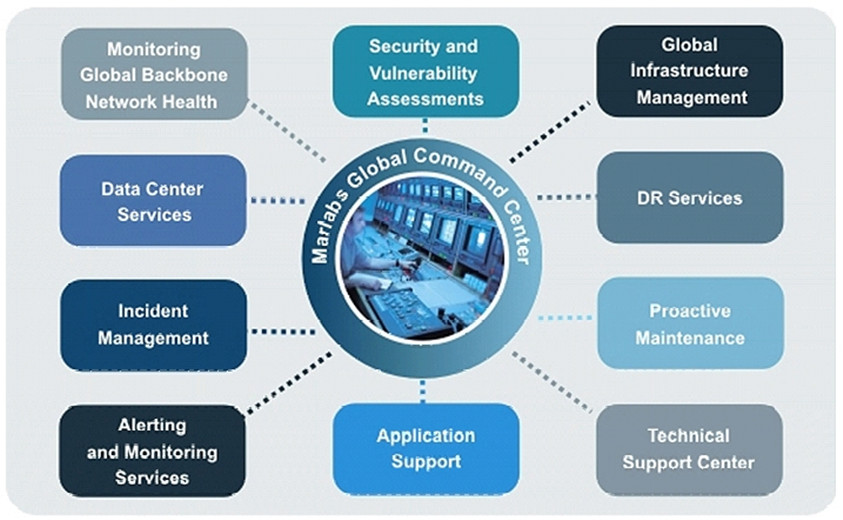 Monitoring
Global Backbone
Network Health
Security and
Vulnerability
Assessments
Global
Infrastructure
Management
Marlabs Global Command Center
Data Center
Services
DR Services
Incident
Management
Proactive
Maintenance
Alerting
and Monitoring
Services
Application
Support
Technical
Support Center